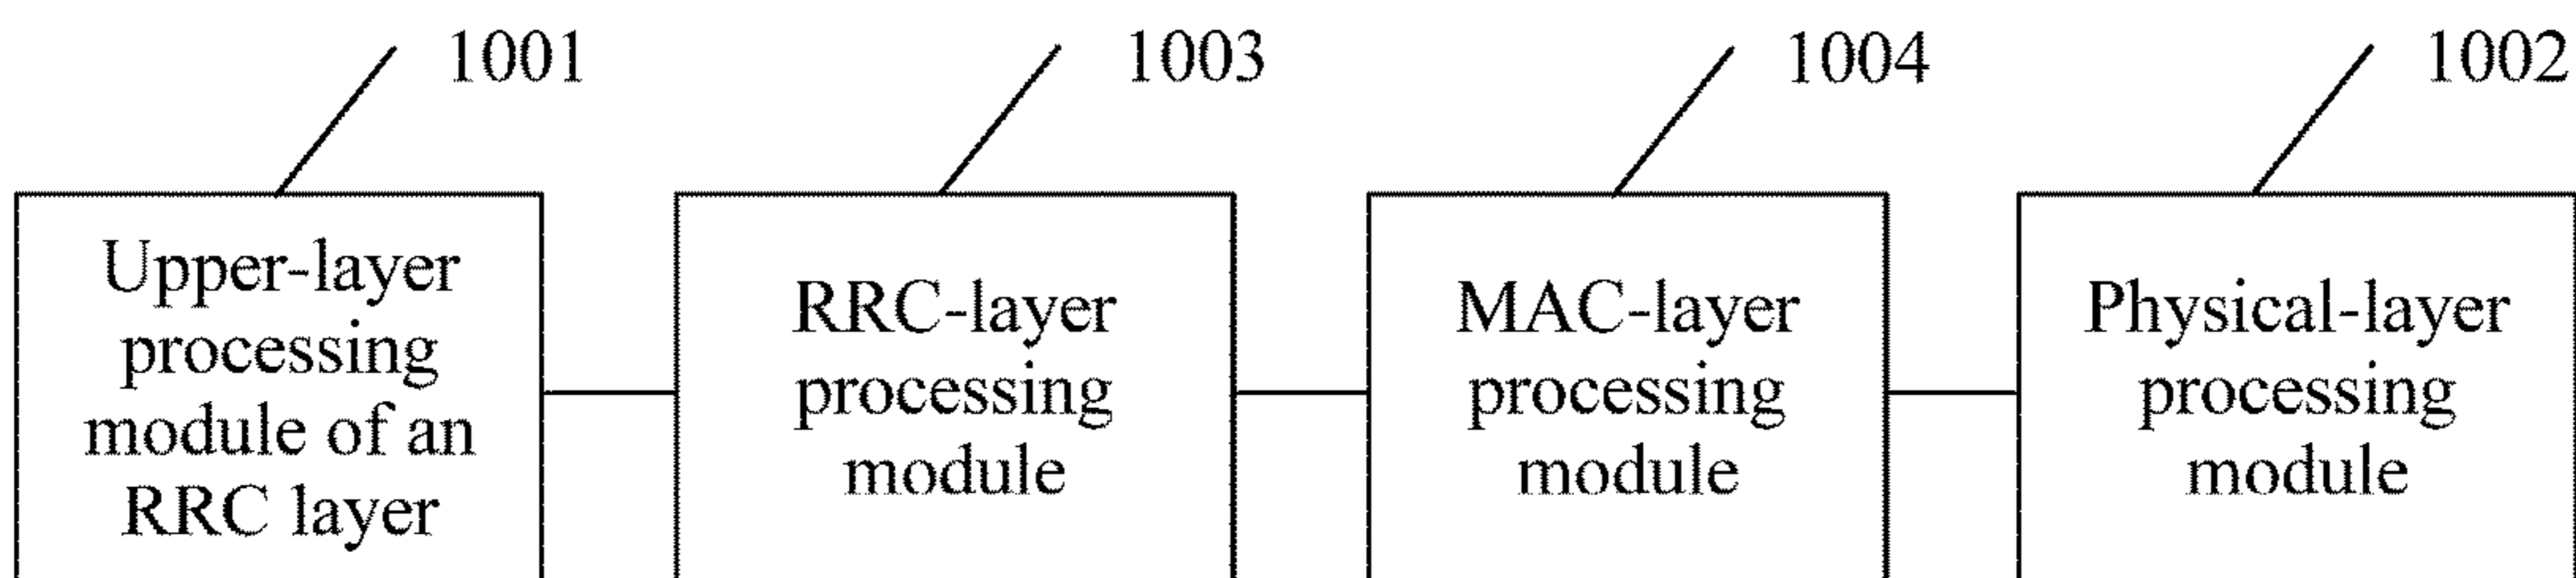 1001
1003
1004
1002
Upper-layer
processing
module of an
RRC layer
RRC-layer
processing
module
MAC-layer
processing
module
Physical-layer
processing
module